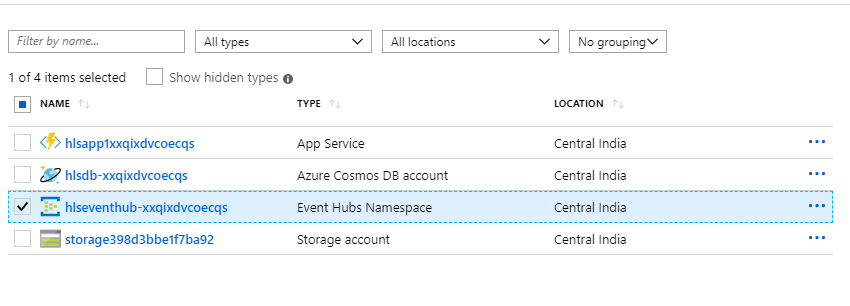 Filter by name... All types All locations No grouping
1 of 4 items selected Show hidden types
NAME TYPE LOCATION
hlsapp1xxqixdvcoecqs App Service Central India
hlsdb-xxqixdvcoecqs Azure Cosmos DB account Central India
hlseventhub-xxqixdvcoecqs Event Hubs Namespace Central India
storage398d3bbe1f7ba92 Storage account Central India